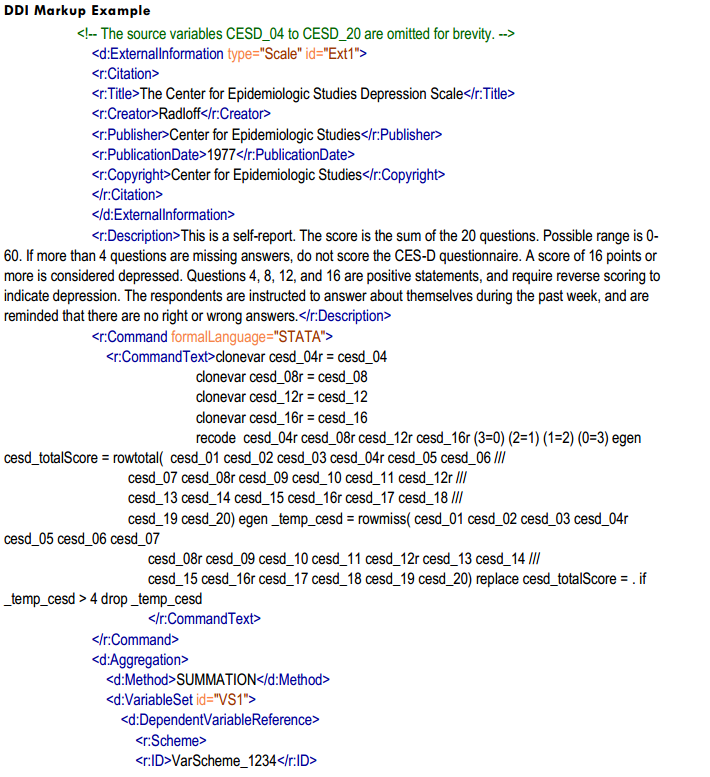 DDI Markup Example
<!-- The source variables CESD_04 to CESD_20 are omitted for brevity. -->
<d:ExternalInformation type="Scale" id="Ext1">
<r:Citation>
<r:Title>The Center for Epidemiologic Studies Depression Scale</r:Title>
<r:Creator>Radloff</r:Creator>
<r:Publisher>Center for Epidemiologic Studies</r:Publisher>
<r:PublicationDate>1977</r:PublicationDate>
<r:Copyright>Center for Epidemiologic Studies</r:Copyright>
</r:Citation>
</d:ExternalInformation>
<r:Description>This is a self-report. The score is the sum of the 20 questions. Possible range is 0-
60. If more than 4 questions are missing answers, do not score the CES-D questionnaire. A score of 16 points or
more is considered depressed. Questions 4, 8, 12, and 16 are positive statements, and require reverse scoring to
indicate depression. The respondents are instructed to answer about themselves during the past week, and are
reminded that there are no right or wrong answers.</r:Description>
<r:Command formalLanguage="STATA">
<r:CommandText>clonevar cesd_04r = cesd_04
clonevar cesd_08r = cesd_08
clonevar cesd_12r = cesd_12
clonevar cesd_16r = cesd_16
recode cesd_04r cesd_08r cesd_12r cesd_16r (3=0) (2=1) (1=2) (0=3) egen
cesd_totalScore = rowtotal( cesd_01 cesd_02 cesd_03 cesd_04r cesd_05 cesd_06 ///
cesd_07 cesd_08r cesd_09 cesd_10 cesd_11 cesd_12r ///
cesd_13 cesd_14 cesd_15 cesd_16r cesd_17 cesd_18 ///
cesd_19 cesd_20) egen _temp_cesd = rowmiss( cesd_01 cesd_02 cesd_03 cesd_04r
cesd_05 cesd_06 cesd_07
cesd_08r cesd_09 cesd_10 cesd_11 cesd_12r cesd_13 cesd_14 ///
cesd_15 cesd_16r cesd_17 cesd_18 cesd_19 cesd_20) replace cesd_totalScore = . if
_temp_cesd > 4 drop _temp_cesd
</r:CommandText>
</r:Command>
<d:Aggregation>
<d:Method>SUMMATION</d:Method>
<d:VariableSet id="VS1">
<d:DependentVariableReference>
<r:Scheme>
<r:ID>VarScheme_1234</r:ID>